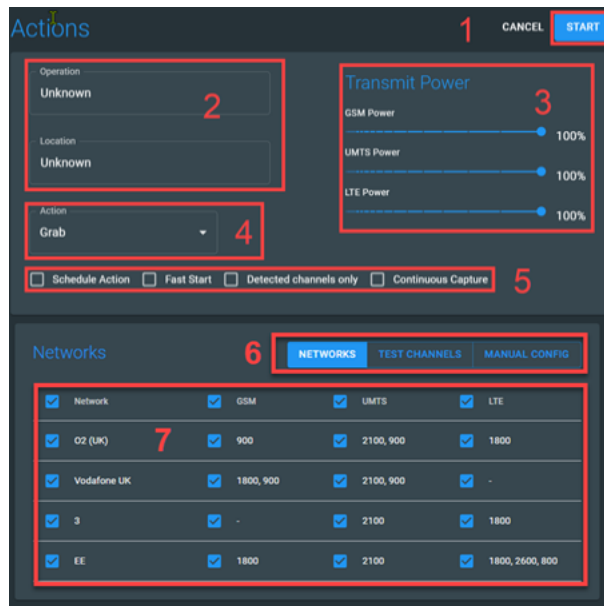 Actions 1 CANCEL START
Operation
Unknown
2
Location
Unknown
Transmit Power
3
GSM Power
100%
UMTS Power
100%
LTE Power
100%
Action
Grab
4
Schedule Action Fast Start Detected channels only Continuous Capture 5
Networks 6 NETWORKS TEST CHANNELS MANUAL CONFIG
Network GSM UMTS LTE
O2 (UK) 7 900 2100, 900 1800
Vodafone UK 1800, 900 2100, 900 -
3 - 2100 1800
EE 1800 2100 1800, 2600, 800